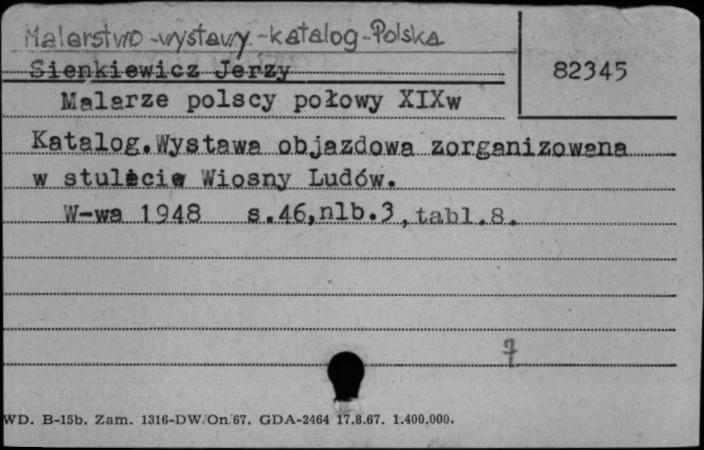 Malarstwo-wystawy-katalog-Polska
Sienkiewicz Jerzy
82345
Malarze polscy połowy XIXw
Katalog.Wystawa objazdowa zorganizowana
w stulecie Wiosny Ludów.
W-wa 1948 s.46,nlb.3,tabl.8.
7
WD. B-15b. Zam. 1316-DW/On/67. GDA-2464 17.8.67. 1.400,000.